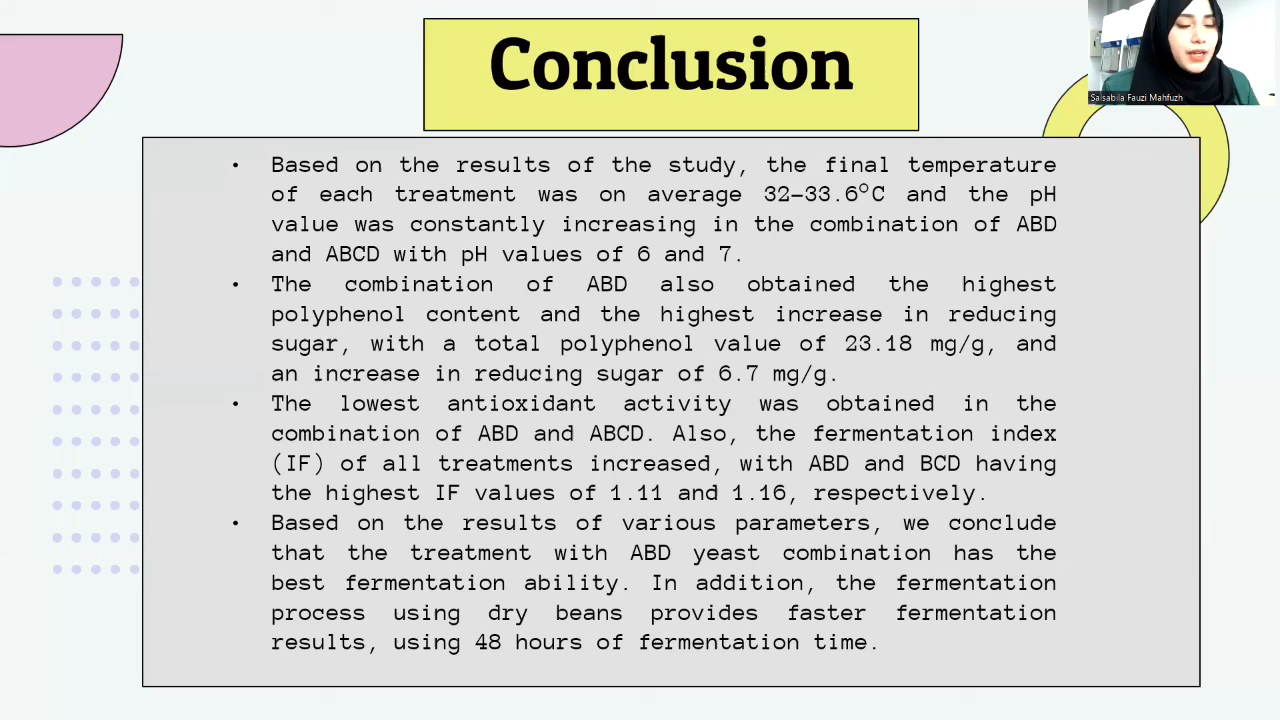 Conclusion
Salsabila Fauzi Mahfuzh
• Based on the results of the study, the final temperature
of each treatment was on average 32–33.6°C and the pH
value was constantly increasing in the combination of ABD
and ABCD with pH values of 6 and 7.
• The combination of ABD also obtained the highest
polyphenol content and the highest increase in reducing
sugar, with a total polyphenol value of 23.18 mg/g, and
an increase in reducing sugar of 6.7 mg/g.
• The lowest antioxidant activity was obtained in the
combination of ABD and ABCD. Also, the fermentation index
(IF) of all treatments increased, with ABD and BCD having
the highest IF values of 1.11 and 1.16, respectively.
• Based on the results of various parameters, we conclude
that the treatment with ABD yeast combination has the
best fermentation ability. In addition, the fermentation
process using dry beans provides faster fermentation
results, using 48 hours of fermentation time.